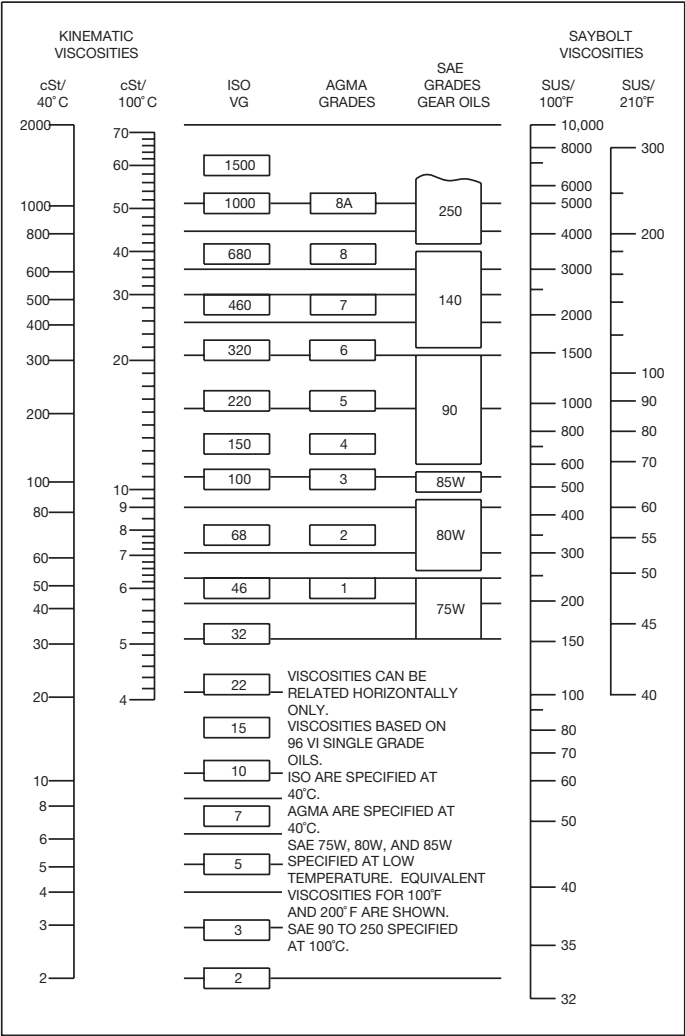 KINEMATIC
VISCOSITIES
SAYBOLT
VISCOSITIES
cSt/
40°C
cSt/
100°C
ISO
VG
AGMA
GRADES
SAE
GRADES
GEAR OILS
SUS/
100°F
SUS/
210°F
2000
1000
800
600
500
400
300
200
100
80
60
50
40
30
20
10
8
6
5
4
3
2
70
60
50
40
30
20
10
9
8
7
6
5
4
1500
1000
680
460
320
220
150
100
68
46
32
22
15
10
7
5
3
2
8A
8
7
6
5
4
3
2
1
250
140
90
85W
80W
75W
VISCOSITIES CAN BE
RELATED HORIZONTALLY
ONLY.
VISCOSITIES BASED ON
96 VI SINGLE GRADE
OILS.
ISO ARE SPECIFIED AT
40°C.
AGMA ARE SPECIFIED AT
40°C.
SAE 75W, 80W, AND 85W
SPECIFIED AT LOW
TEMPERATURE. EQUIVALENT
VISCOSITIES FOR 100°F
AND 200°F ARE SHOWN.
SAE 90 TO 250 SPECIFIED
AT 100°C.
10,000
8000
6000
5000
4000
3000
2000
1500
1000
800
600
500
400
300
200
150
100
80
70
60
50
40
35
32
300
200
100
90
80
70
60
55
50
45
40